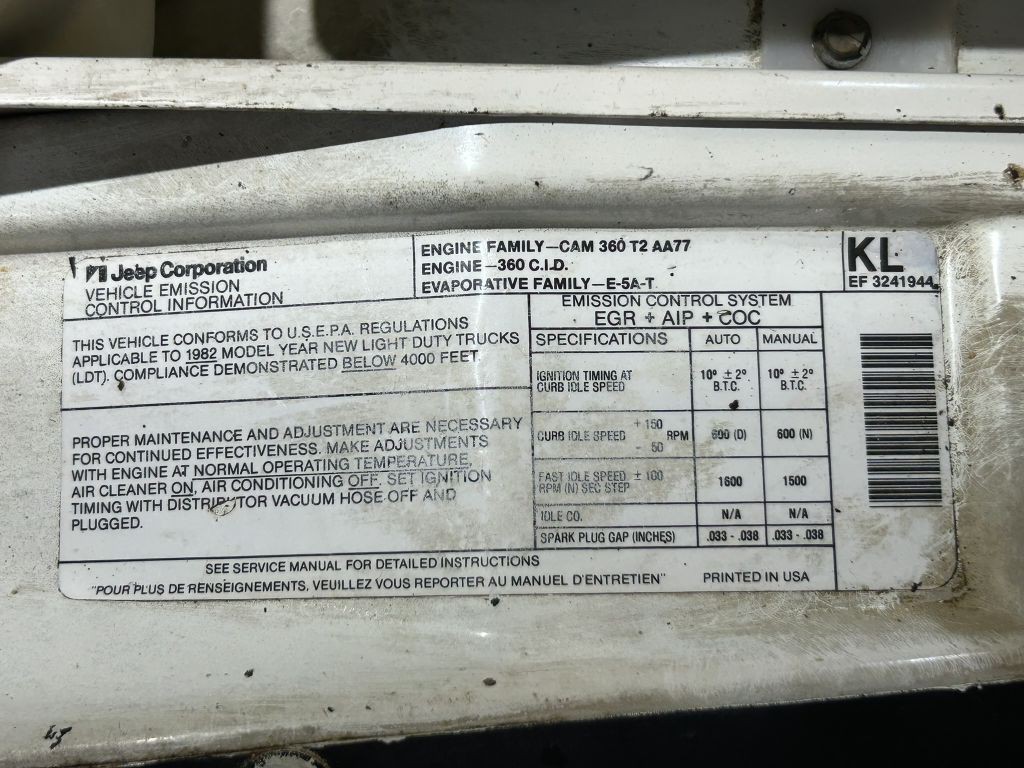 Jeep Corporation
VEHICLE EMISSION
CONTROL INFORMATION
ENGINE FAMILY—CAM 360 T2 AA77
ENGINE—360 C.I.D.
EVAPORATIVE FAMILY—E-5A-T
KL
EF 3241944
THIS VEHICLE CONFORMS TO U.S.E.P.A. REGULATIONS
APPLICABLE TO 1982 MODEL YEAR NEW LIGHT DUTY TRUCKS
(LDT). COMPLIANCE DEMONSTRATED BELOW 4000 FEET.
PROPER MAINTENANCE AND ADJUSTMENT ARE NECESSARY
FOR CONTINUED EFFECTIVENESS. MAKE ADJUSTMENTS
WITH ENGINE AT NORMAL OPERATING TEMPERATURE,
AIR CLEANER ON, AIR CONDITIONING OFF. SET IGNITION
TIMING WITH DISTRIBUTOR VACUUM HOSE OFF AND
PLUGGED.
EMISSION CONTROL SYSTEM
EGR + AIP + COC
SPECIFICATIONS AUTO MANUAL
IGNITION TIMING AT CURB IDLE SPEED 10° ± 2° B.T.C. 10° ± 2° B.T.C.
CURB IDLE SPEED + 150 - 50 RPM 600 (D) 600 (N)
FAST IDLE SPEED ± 100 RPM (N) SEC STEP 1600 1500
IDLE CO. N/A N/A
SPARK PLUG GAP (INCHES) .033 - .038 .033 - .038
SEE SERVICE MANUAL FOR DETAILED INSTRUCTIONS
"POUR PLUS DE RENSEIGNEMENTS, VEUILLEZ VOUS REPORTER AU MANUEL D'ENTRETIEN" PRINTED IN USA